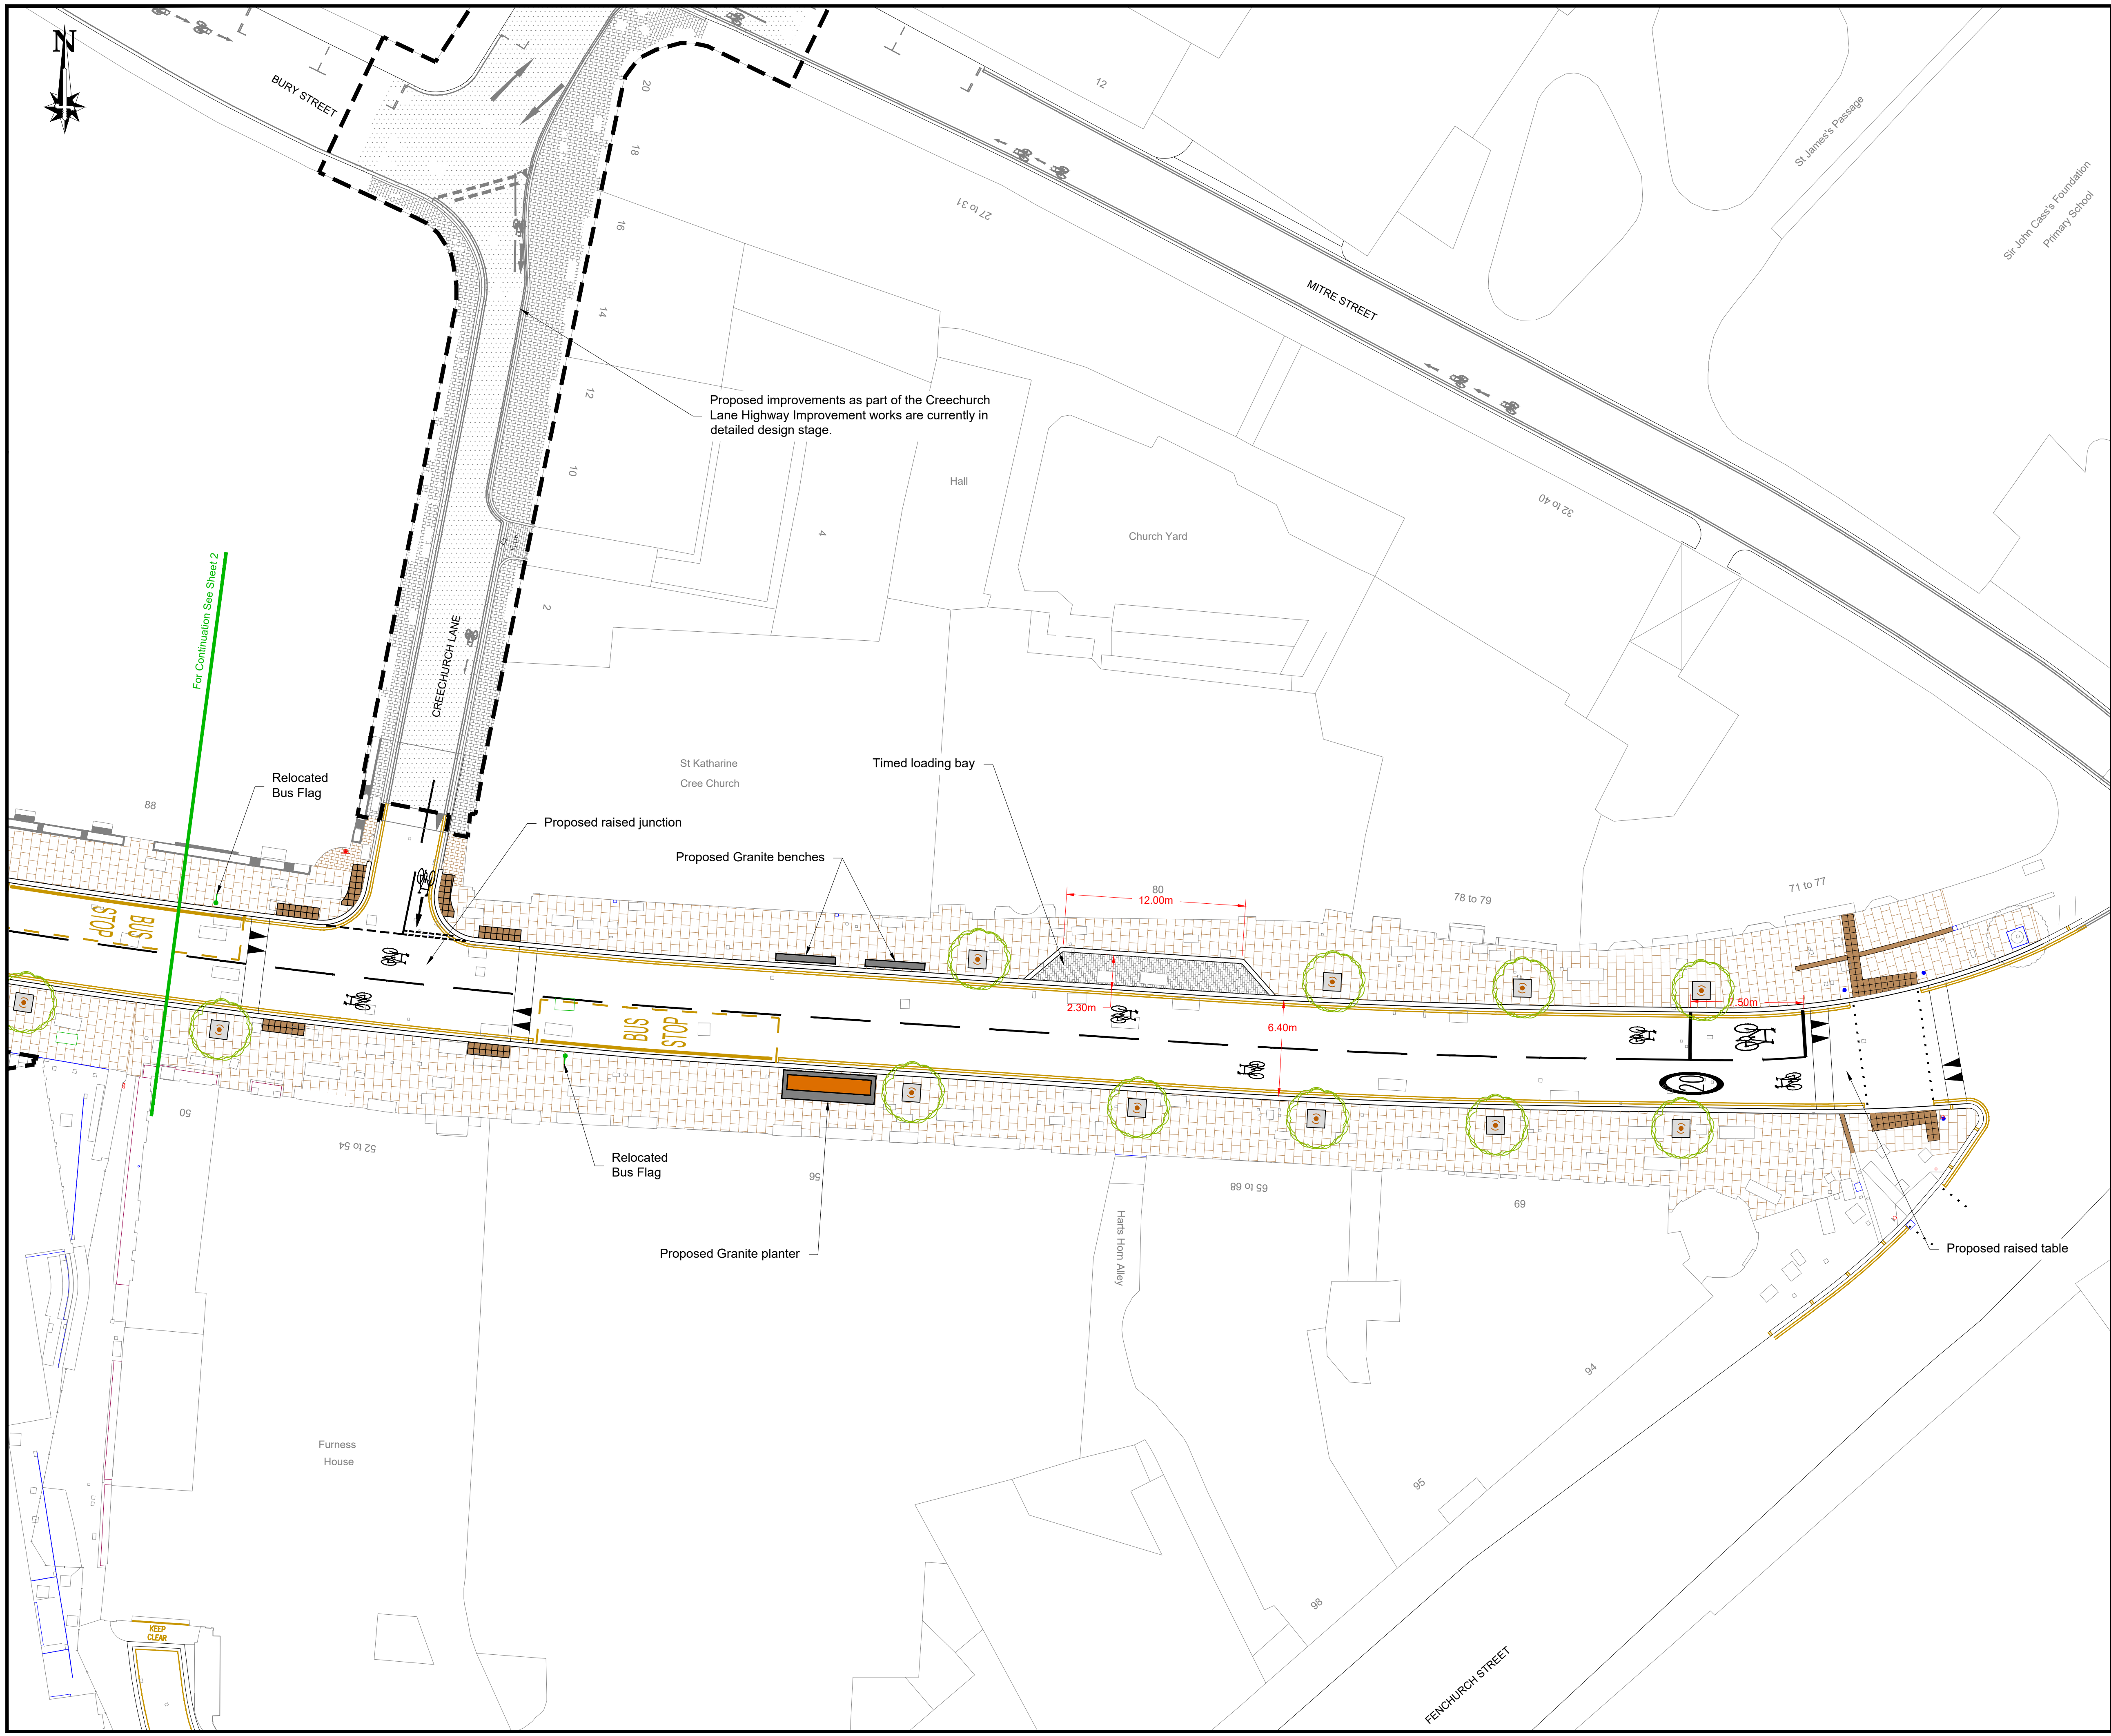 N
BURY STREET
20
18
16
14
12
10
4
2
12
27 to 31
St James's Passage
Sir John Cass's Foundation
Primary School
MITRE STREET
32 to 40
Proposed improvements as part of the Creechurch
Lane Highway Improvement works are currently in
detailed design stage.
Hall
Church Yard
For Continuation See Sheet 2
CREECHURCH LANE
88
Relocated
Bus Flag
St Katharine
Cree Church
Timed loading bay
Proposed raised junction
Proposed Granite benches
80
12.00m
78 to 79
71 to 77
BUS
STOP
2.30m
6.40m
7.50m
BUS
STOP
20
50
52 to 54
Relocated
Bus Flag
56
Proposed Granite planter
Harts Horn Alley
65 to 68
69
Proposed raised table
94
95
98
Furness
House
KEEP
CLEAR
FENCHURCH STREET